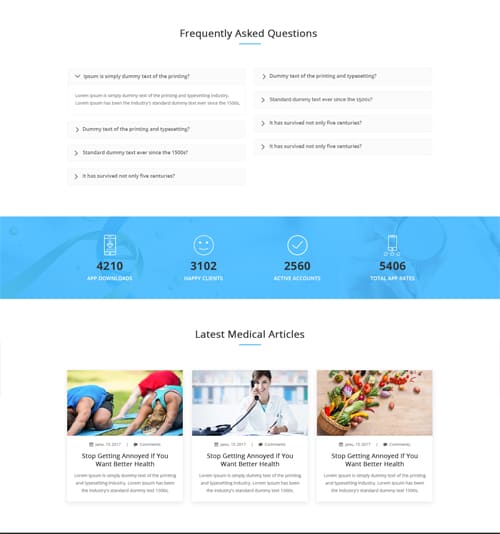 Frequently Asked Questions
Ipsum is simply dummy text of the printing?
Lorem Ipsum is simply dummy text of the printing and typesetting industry.
Lorem Ipsum has been the industry's standard dummy text ever since the 1500s,
Dummy text of the printing and typesetting?
Standard dummy text ever since the 1500s?
It has survived not only five centuries?
Dummy text of the printing and typesetting?
Standard dummy text ever since the 1500s?
It has survived not only five centuries?
It has survived not only five centuries?
4210
APP DOWNLOADS
3102
HAPPY CLIENTS
2560
ACTIVE ACCOUNTS
5406
TOTAL APP RATES
Latest Medical Articles
Janu, 15 2017 | Comments
Stop Getting Annoyed If You
Want Better Health
Lorem Ipsum is simply dummy text of the printing
and typesetting industry. Lorem Ipsum has been
the industry's standard dummy text 1500s.
Janu, 15 2017 | Comments
Stop Getting Annoyed If You
Want Better Health
Lorem Ipsum is simply dummy text of the printing
and typesetting industry. Lorem Ipsum has been
the industry's standard dummy text 1500s.
Janu, 15 2017 | Comments
Stop Getting Annoyed If You
Want Better Health
Lorem Ipsum is simply dummy text of the printing
and typesetting industry. Lorem Ipsum has been
the industry's standard dummy text 1500s.